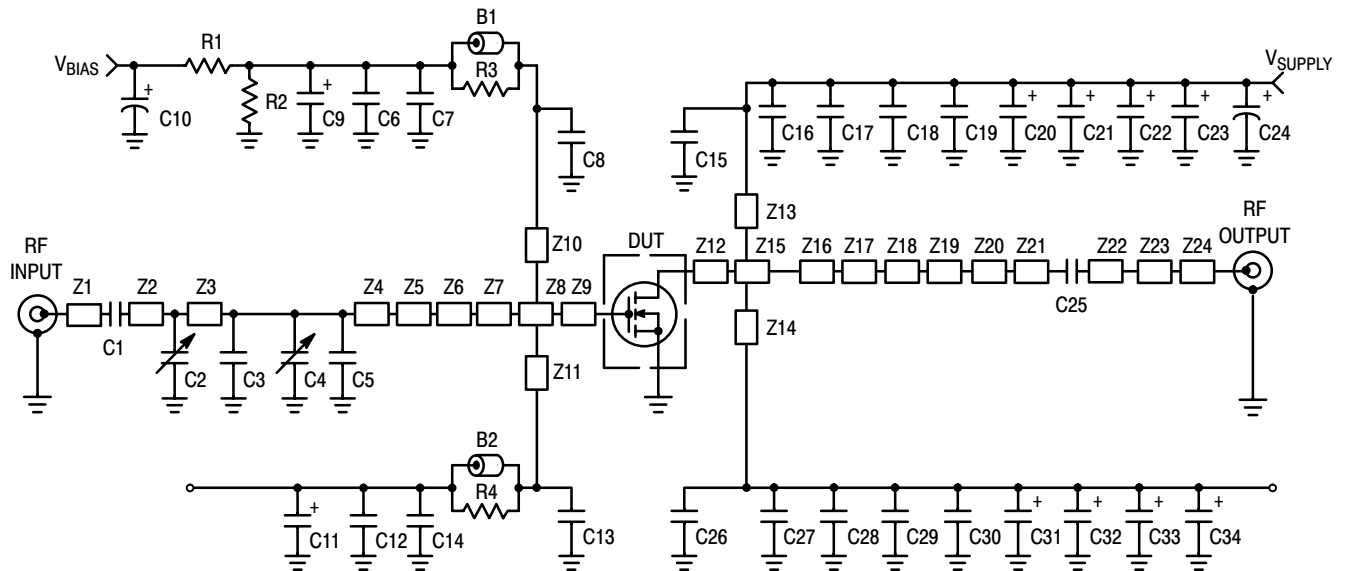 B1
R1
V_BIAS
V_SUPPLY
R3
+
R2
+
C10
C9
C6
C7
C8
C15
C16
C17
C18
C19
+
C20
+
C21
+
C22
+
C23
+
C24
Z13
RF
INPUT
Z10
DUT
Z12
Z15
Z16
Z17
Z18
Z19
Z20
Z21
Z22
Z23
Z24
RF
OUTPUT
Z1
Z2
Z3
Z4
Z5
Z6
Z7
Z8
Z9
C25
C1
Z14
C2
C3
C4
C5
Z11
B2
R4
+
C11
C12
C14
C13
C26
C27
C28
C29
C30
+
C31
+
C32
+
C33
+
C34